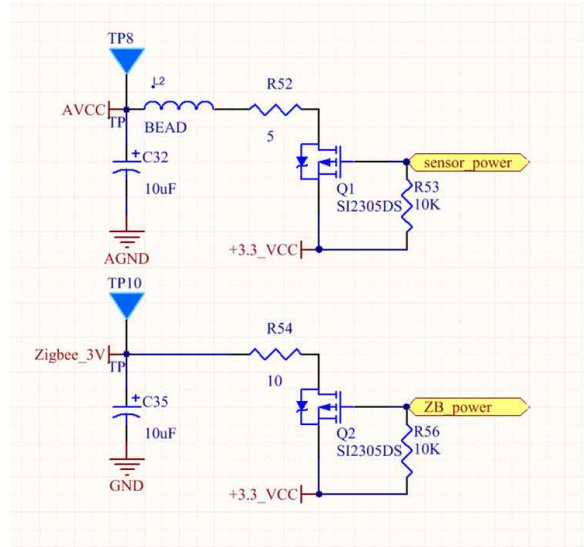 TP8
L2
R52
AVCC
TP
BEAD
5
C32
sensor_power
10uF
Q1
R53
SI2305DS
10K
+3.3_VCC
AGND
TP10
R54
Zigbee_3V
TP
10
C35
ZB_power
10uF
Q2
R56
SI2305DS
10K
GND
+3.3_VCC